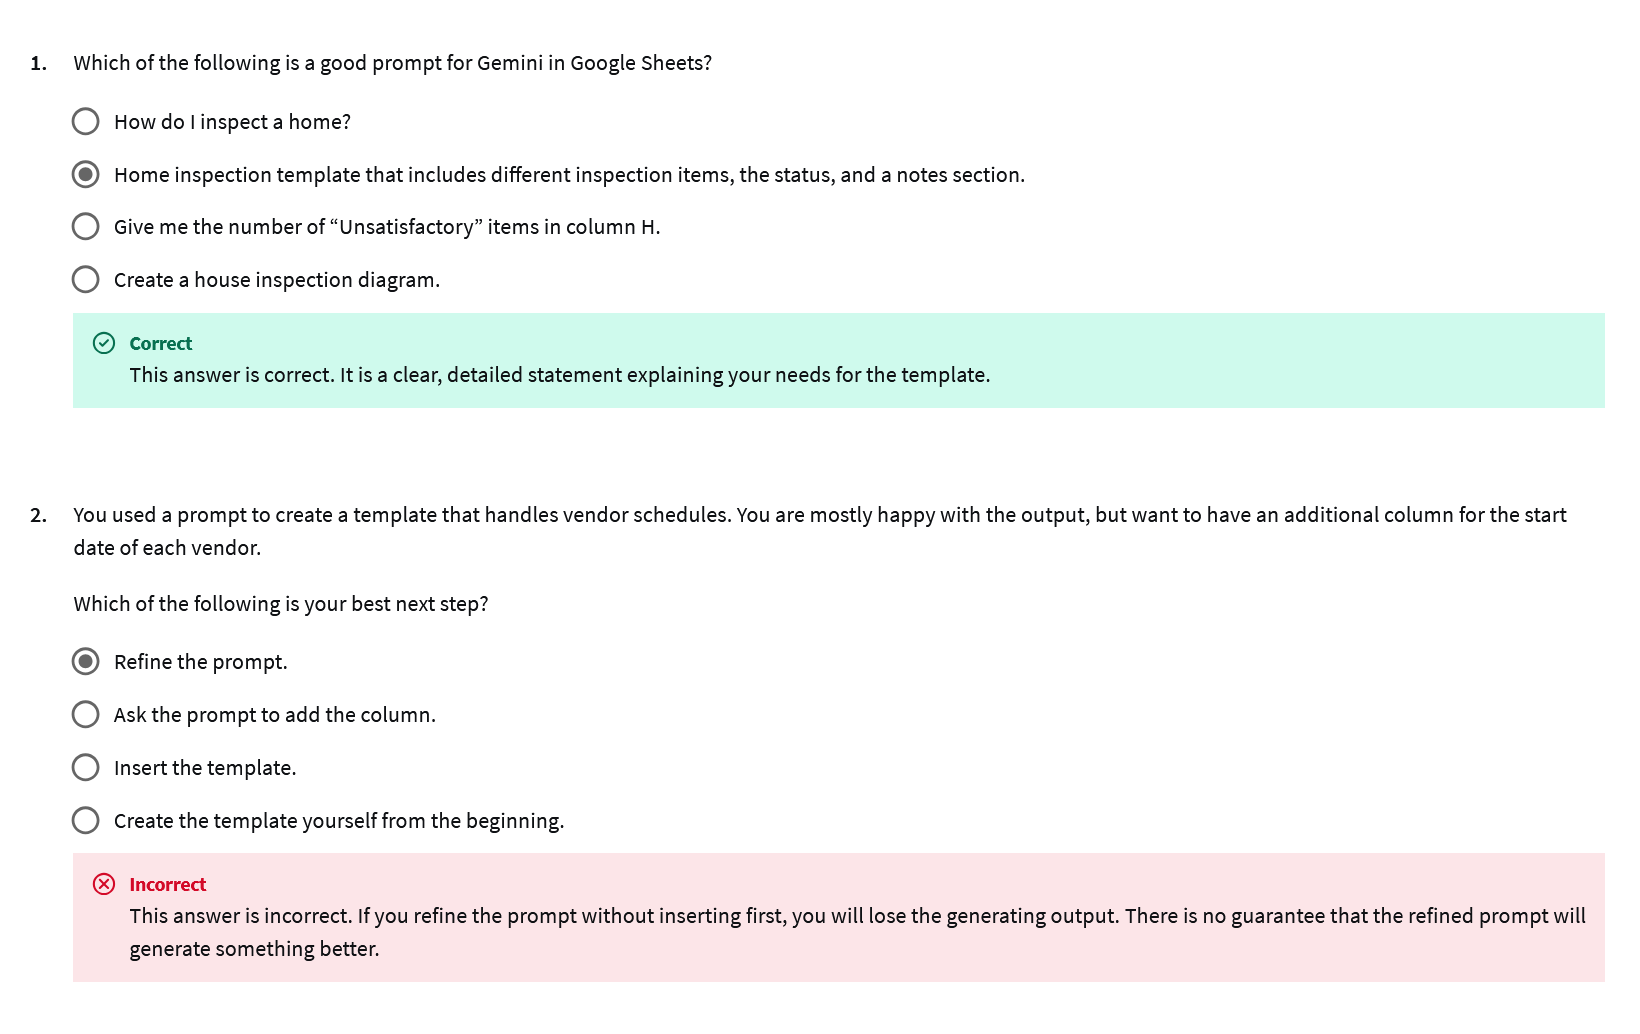 1. Which of the following is a good prompt for Gemini in Google Sheets?
How do I inspect a home?
Home inspection template that includes different inspection items, the status, and a notes section.
Give me the number of “Unsatisfactory” items in column H.
Create a house inspection diagram.
Correct
This answer is correct. It is a clear, detailed statement explaining your needs for the template.
2. You used a prompt to create a template that handles vendor schedules. You are mostly happy with the output, but want to have an additional column for the start
date of each vendor.
Which of the following is your best next step?
Refine the prompt.
Ask the prompt to add the column.
Insert the template.
Create the template yourself from the beginning.
Incorrect
This answer is incorrect. If you refine the prompt without inserting first, you will lose the generating output. There is no guarantee that the refined prompt will
generate something better.